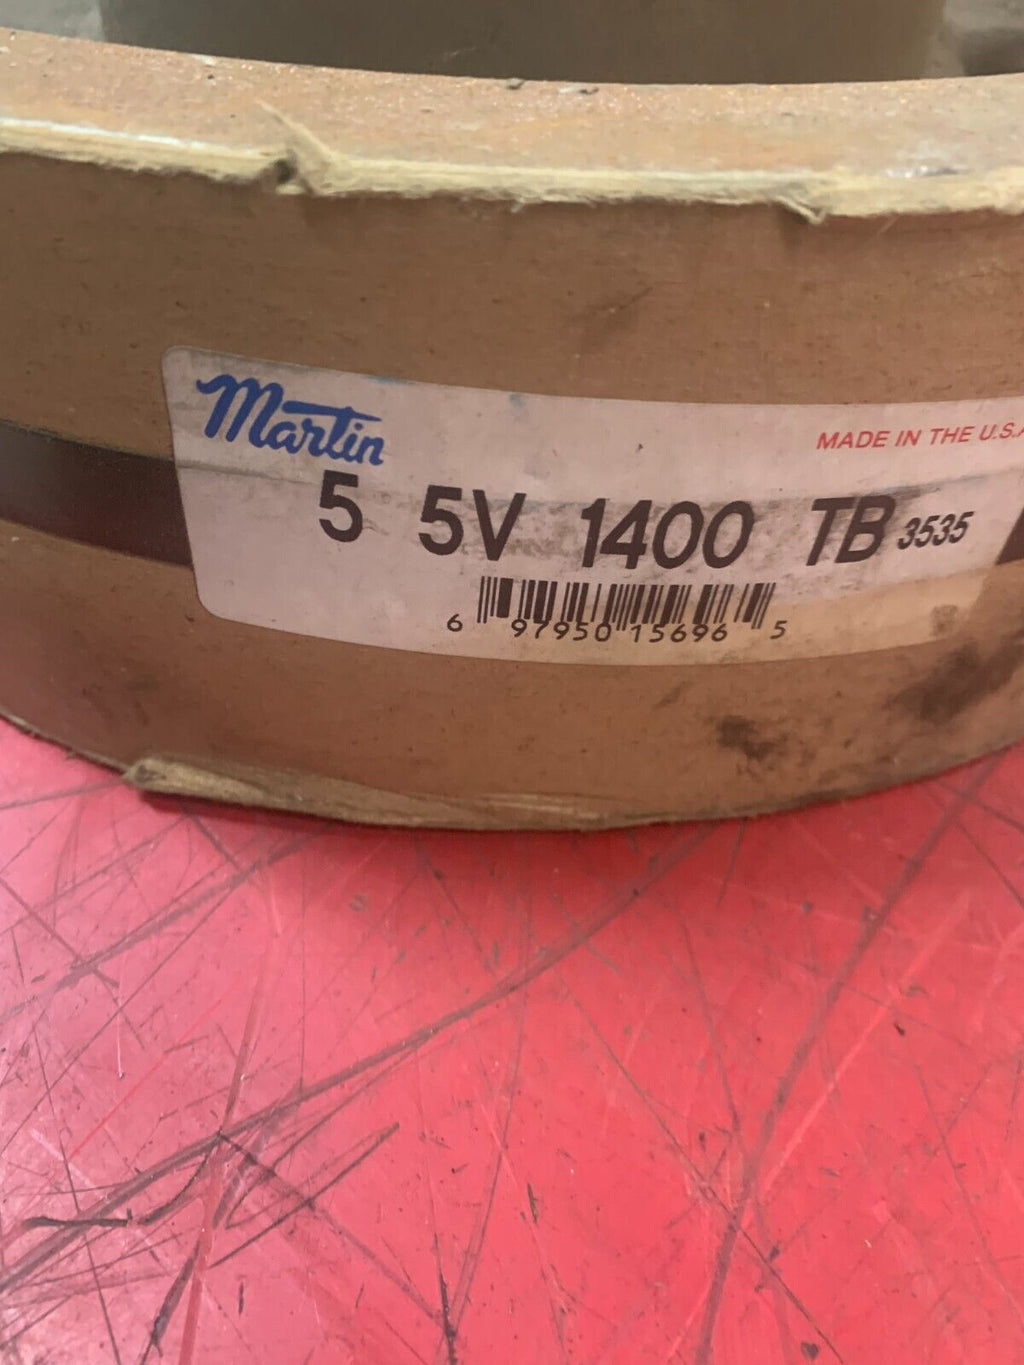 Martin
MADE IN THE U.S.A
5 5V 1400 TB 3535
6 97950 15696 5